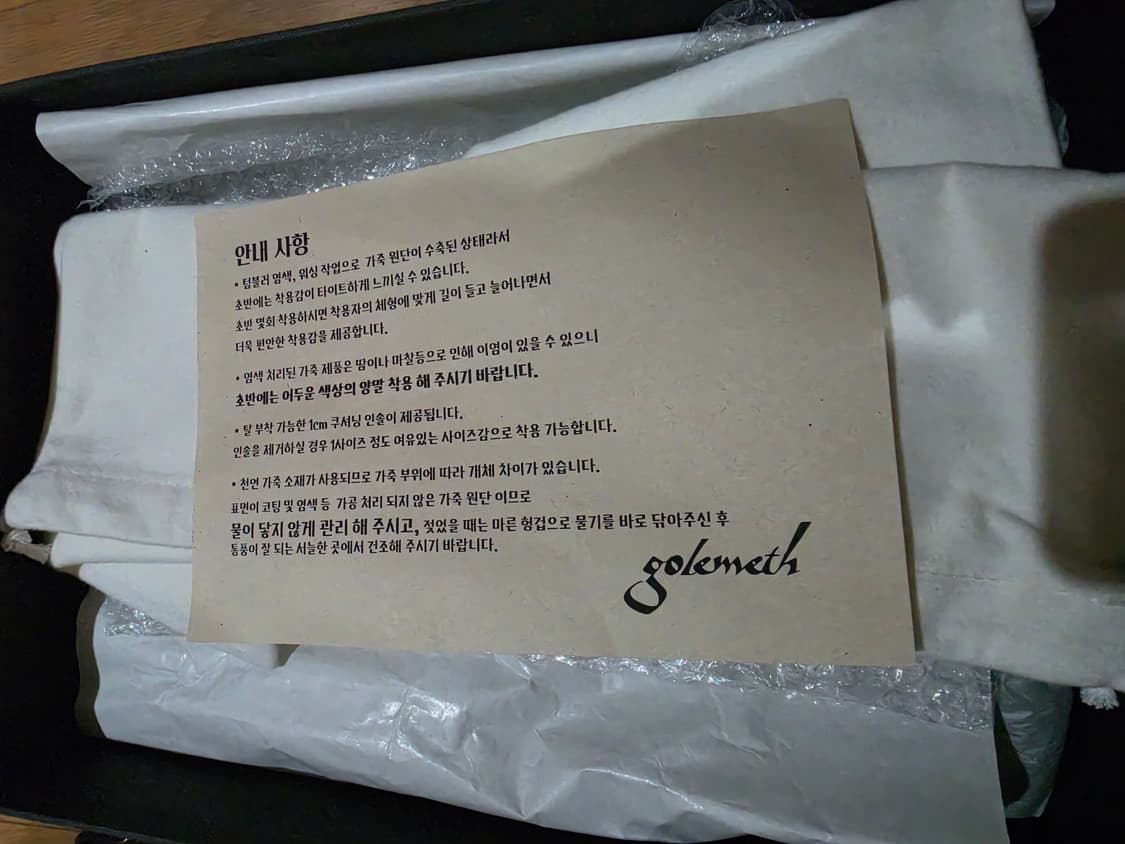 안내 사항
• 텀블러 염색, 워싱 작업으로 가죽 원단이 수축된 상태라서
초반에는 착용감이 타이트하게 느끼실 수 있습니다.
초반 몇회 착용하시면 착용자의 체형에 맞게 길이 들고 늘어나면서
더욱 편안한 착용감을 제공합니다.
• 염색 처리된 가죽 제품은 땀이나 마찰등으로 인해 이염이 있을 수 있으니
초반에는 어두운 색상의 양말 착용 해 주시기 바랍니다.
• 탈 부착 가능한 1cm 쿠셔닝 인솔이 제공됩니다.
인솔을 제거하실 경우 1사이즈 정도 여유있는 사이즈감으로 착용 가능합니다.
• 천연 가죽 소재가 사용되므로 가죽 부위에 따라 개체 차이가 있습니다.
표면이 코팅 및 염색 등 가공 처리 되지 않은 가죽 원단 이므로
물이 닿지 않게 관리 해 주시고, 젖었을 때는 마른 헝겁으로 물기를 바로 닦아주신 후
통풍이 잘 되는 서늘한 곳에서 건조해 주시기 바랍니다.
golemeth